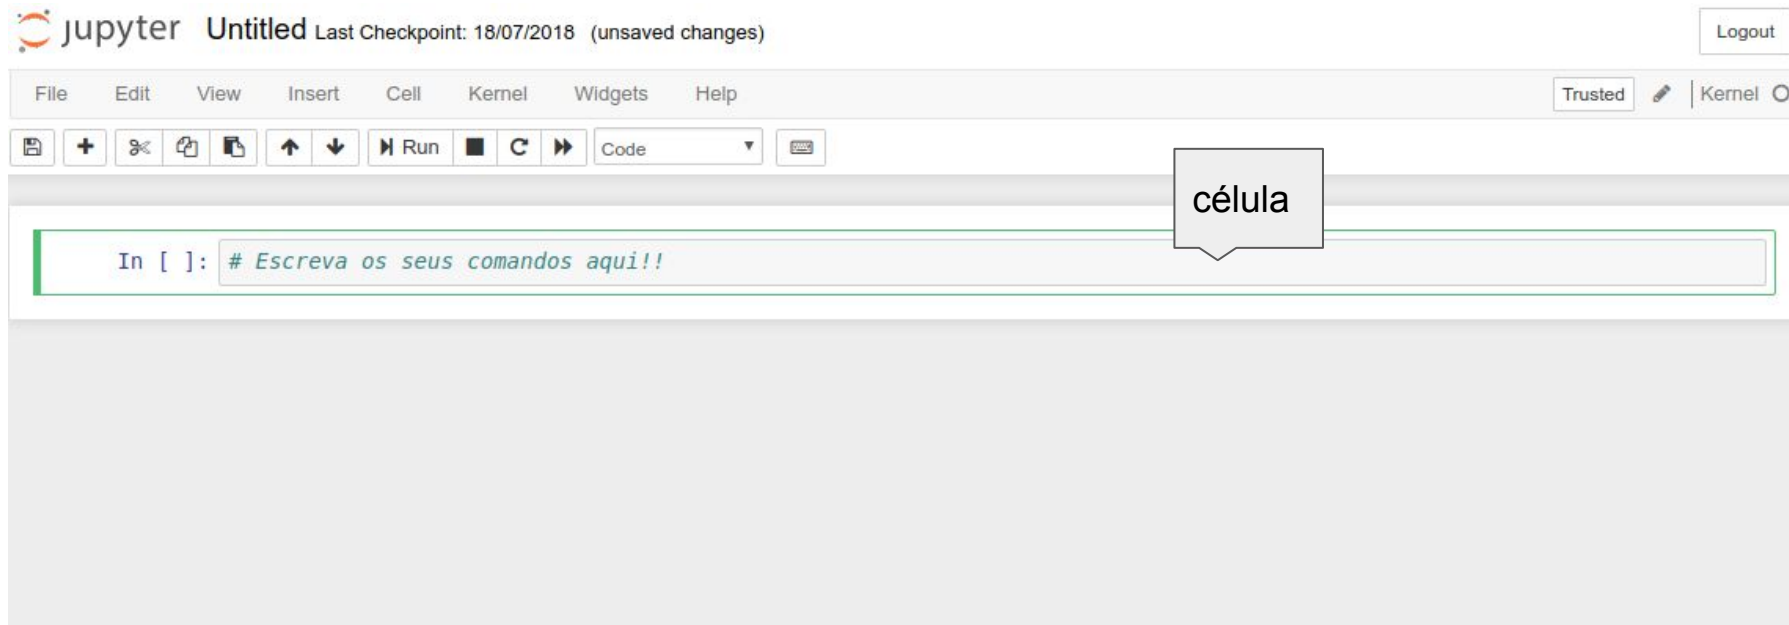 jupyter Untitled Last Checkpoint: 18/07/2018 (unsaved changes) Logout
File Edit View Insert Cell Kernel Widgets Help Trusted Kernel
Run Code
célula
In [ ]: # Escreva os seus comandos aqui!!